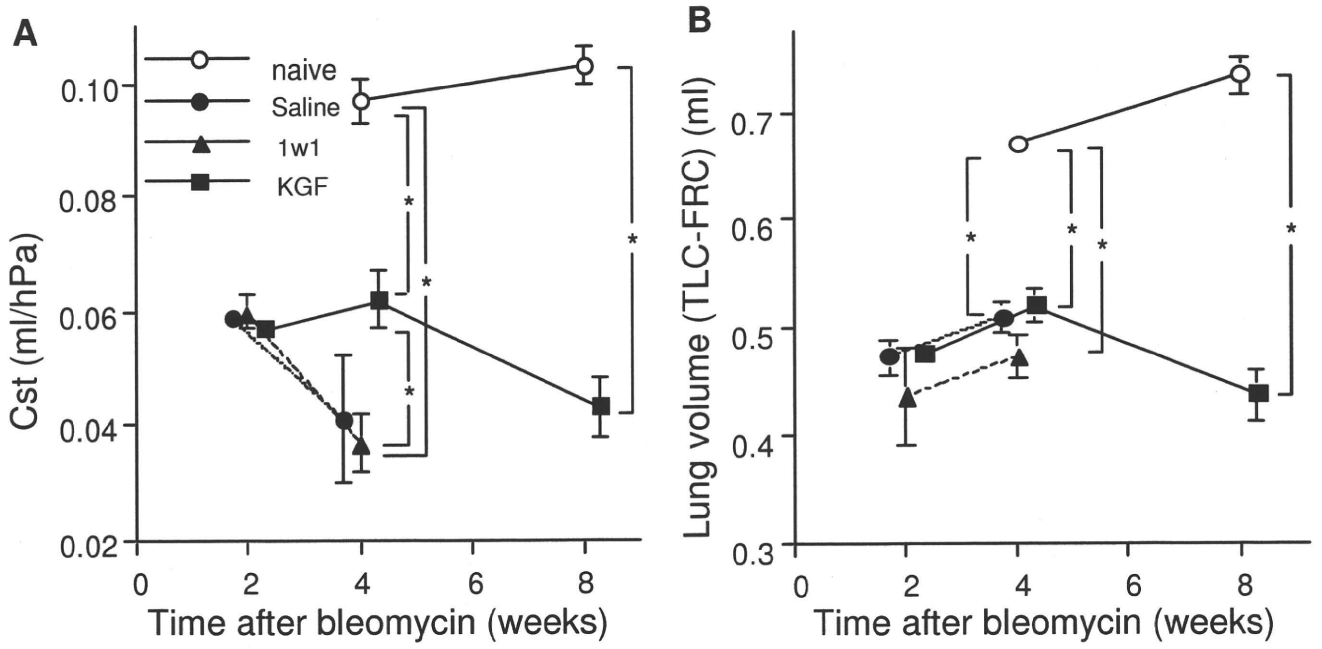 A
naive
Saline
1w1
KGF
0.10
0.08
0.06
0.04
0.02
Cst (ml/hPa)
*
*
*
*
0 2 4 6 8
Time after bleomycin (weeks)
B
0.7
0.6
0.5
0.4
0.3
Lung volume (TLC-FRC) (ml)
*
*
*
*
0 2 4 6 8
Time after bleomycin (weeks)